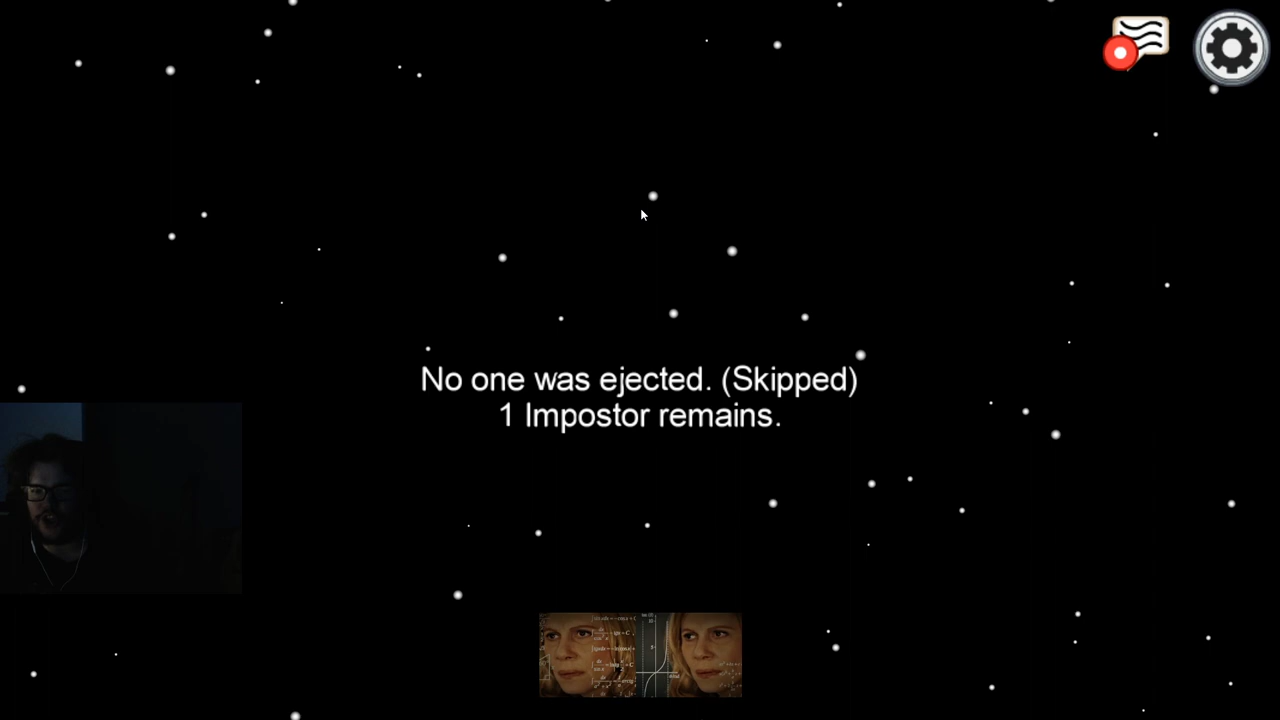 No one was ejected. (Skipped)
1 Impostor remains.